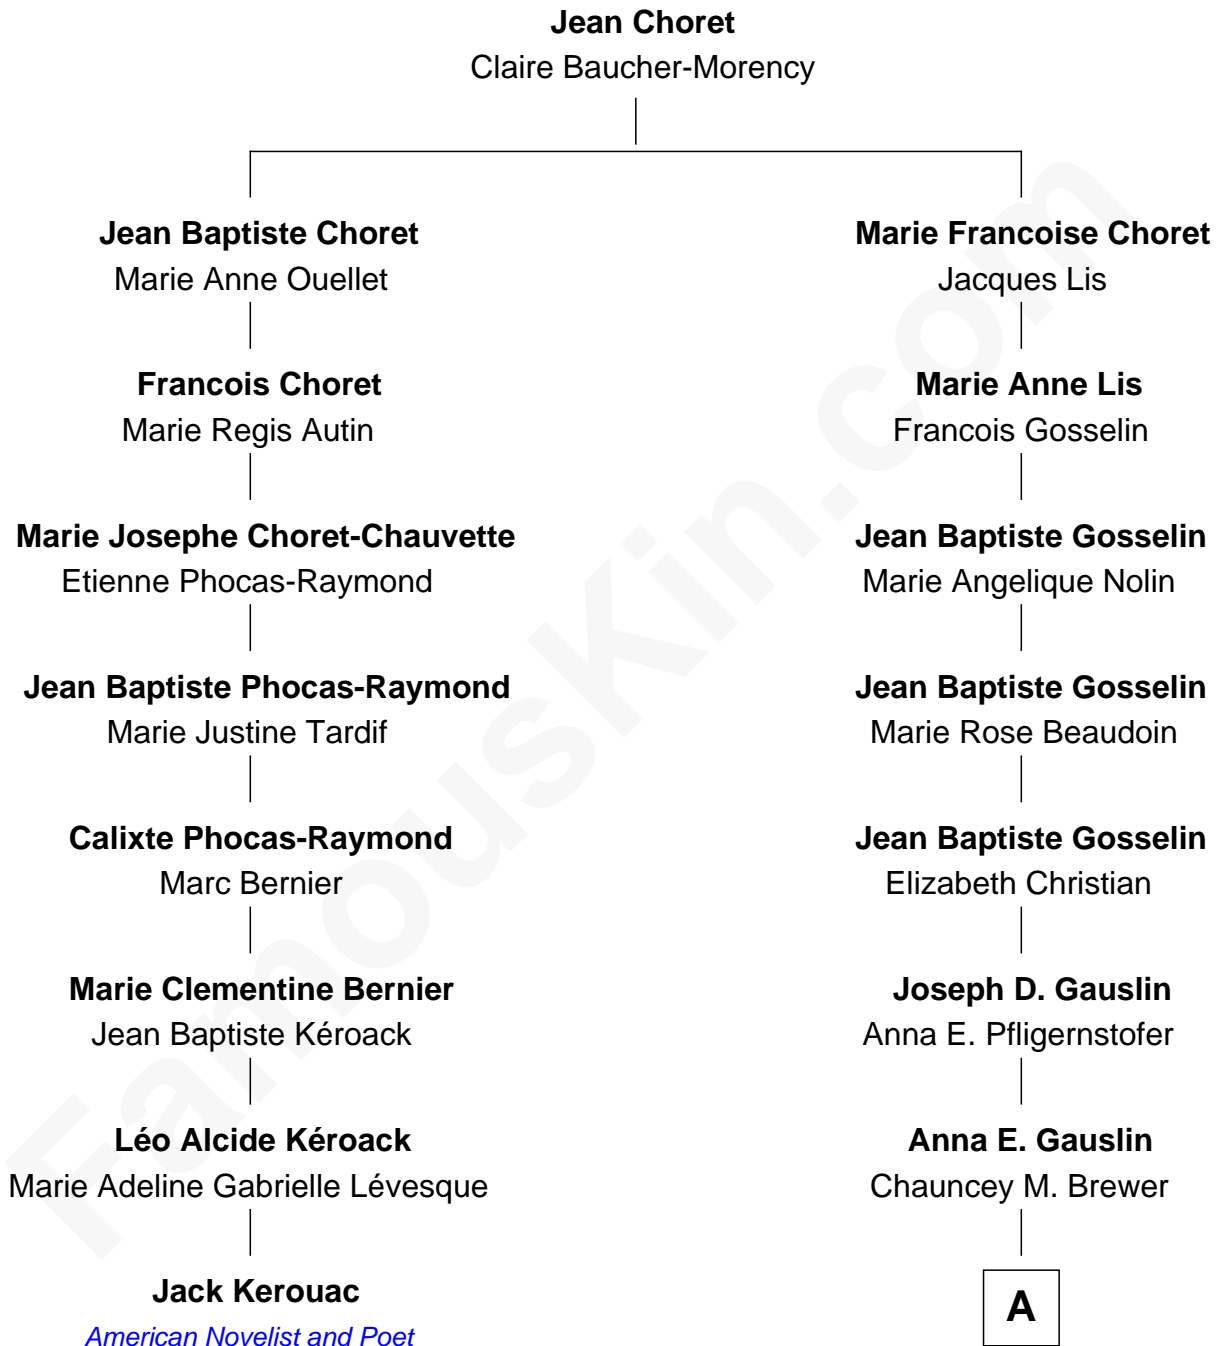 Jean Choret
Claire Baucher-Morency
Jean Baptiste Choret
Marie Anne Ouellet
Marie Francoise Choret
Jacques Lis
Francois Choret
Marie Regis Autin
Marie Anne Lis
Francois Gosselin
Marie Josephe Choret-Chauvette
Etienne Phocas-Raymond
Jean Baptiste Gosselin
Marie Angelique Nolin
Jean Baptiste Phocas-Raymond
Marie Justine Tardif
Jean Baptiste Gosselin
Marie Rose Beaudoin
Calixte Phocas-Raymond
Marc Bernier
Jean Baptiste Gosselin
Elizabeth Christian
Marie Clementine Bernier
Jean Baptiste Kéroack
Joseph D. Gauslin
Anna E. Pfligernstofer
Léo Alcide Kéroack
Marie Adeline Gabrielle Lévesque
Anna E. Gauslin
Chauncey M. Brewer
Jack Kerouac
American Novelist and Poet
A
FamousKin.com